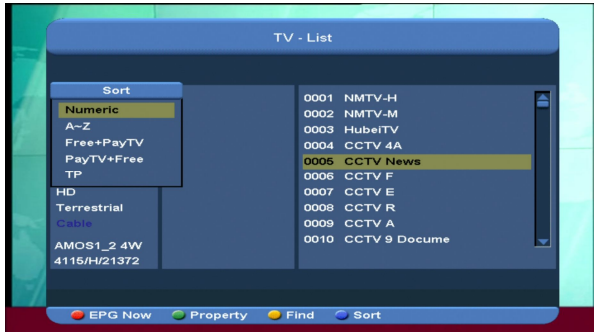 TV - List
Sort
Numeric
A~Z
Free+PayTV
PayTV+Free
TP
HD
Terrestrial
Cable
AMOS1_2 4W
4115/H/21372
0001 NMTV-H
0002 NMTV-M
0003 HubeiTV
0004 CCTV 4A
0005 CCTV News
0006 CCTV F
0007 CCTV E
0008 CCTV R
0009 CCTV A
0010 CCTV 9 Docume
EPG Now Property Find Sort